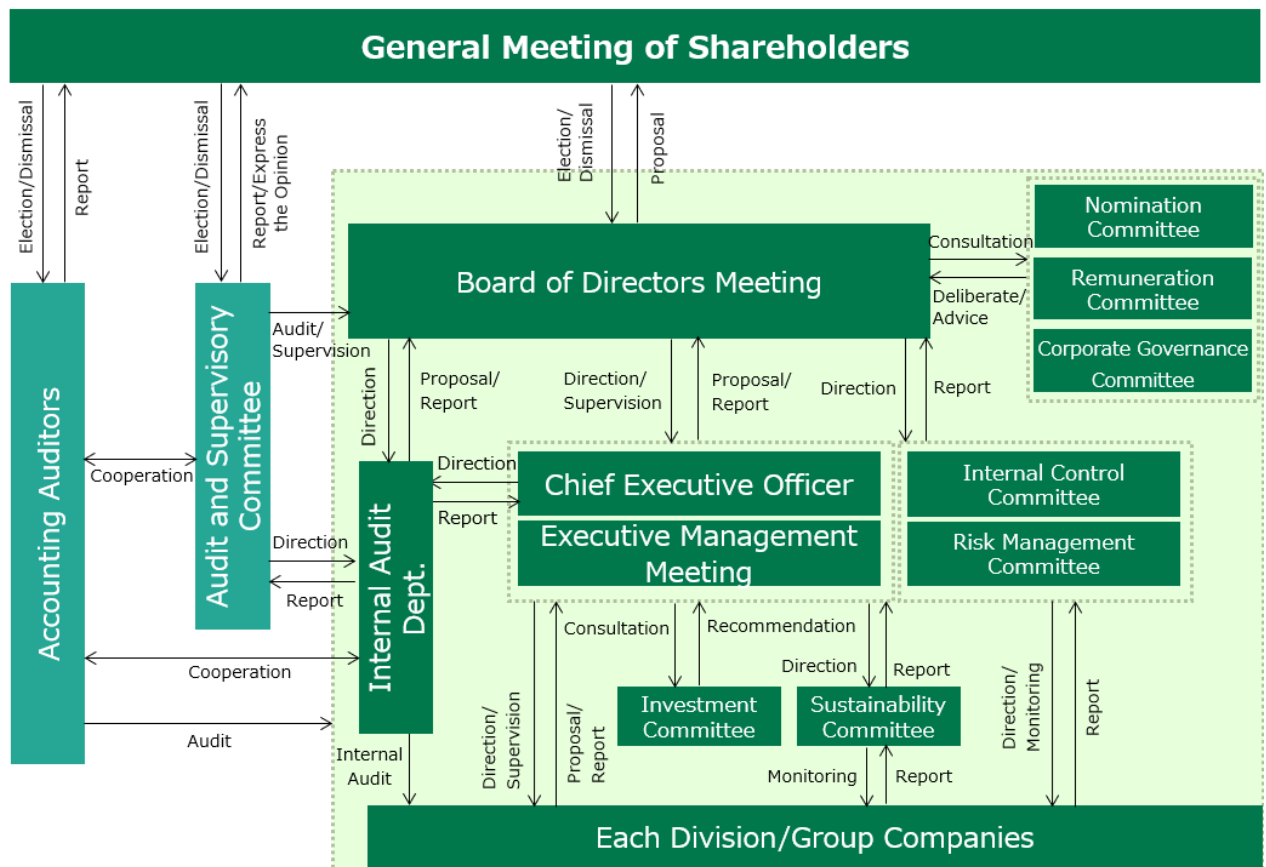 General Meeting of Shareholders
Election/Dismissal
Report
Election/Dismissal
Report/Express
the Opinion
Election/
Dismissal
Proposal
Nomination
Committee
Remuneration
Committee
Corporate Governance
Committee
Consultation
Deliberate/
Advice
Board of Directors Meeting
Audit/
Supervision
Accounting Auditors
Audit and Supervisory
Committee
Cooperation
Direction
Proposal/
Report
Direction/
Supervision
Proposal/
Report
Direction
Report
Internal Audit
Dept.
Direction
Report
Chief Executive Officer
Executive Management
Meeting
Internal Control
Committee
Risk Management
Committee
Direction
Report
Cooperation
Audit
Consultation
Recommendation
Direction
Report
Investment
Committee
Sustainability
Committee
Internal
Audit
Direction/
Supervision
Proposal/
Report
Monitoring
Report
Direction/
Monitoring
Report
Each Division/Group Companies